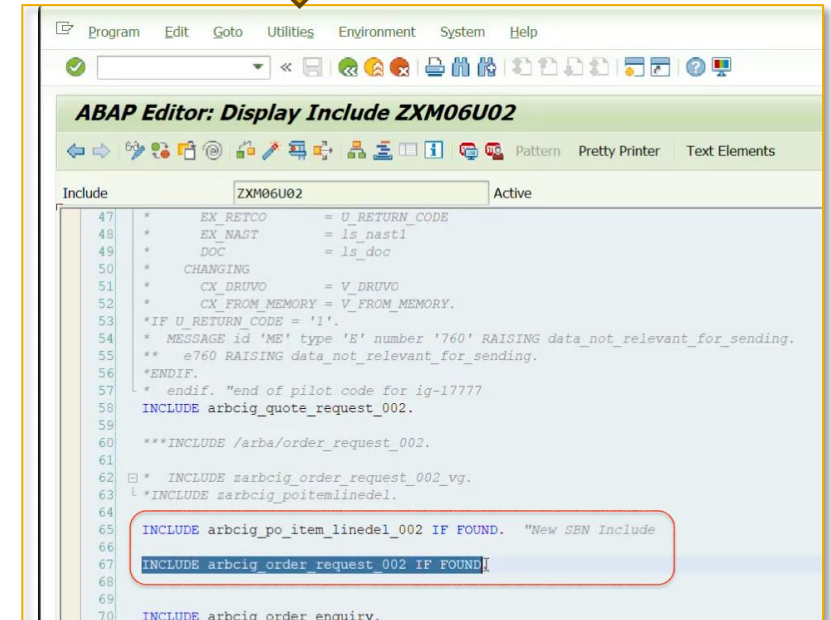 Program Edit Goto Utilities Environment System Help
ABAP Editor: Display Include ZXM06U02
Pattern Pretty Printer Text Elements
Include ZXM06U02 Active
47 * EX_RETCO = U_RETURN_CODE
48 * EX_NAST = ls_nast1
49 * DOC = ls_doc
50 * CHANGING
51 * CX_DRUVO = V_DRUVO
52 * CX_FROM_MEMORY = V_FROM_MEMORY.
53 *IF U_RETURN_CODE = '1'.
54 * MESSAGE id 'ME' type 'E' number '760' RAISING data_not_relevant_for_sending.
55 ** e760 RAISING data_not_relevant_for_sending.
56 *ENDIF.
57 * endif. "end of pilot code for ig-17777
58 INCLUDE arbcig_quote_request_002.
59
60 ***INCLUDE /arba/order_request_002.
61
62 * INCLUDE zarbcig_order_request_002_vg.
63 *INCLUDE zarbcig_poitemlinedel.
64
65 INCLUDE arbcig_po_item_linedel_002 IF FOUND. "New SBN Include
66
67 INCLUDE arbcig_order_request_002 IF FOUND.
68
69
70 INCLUDE arbcig_order_enquiry.